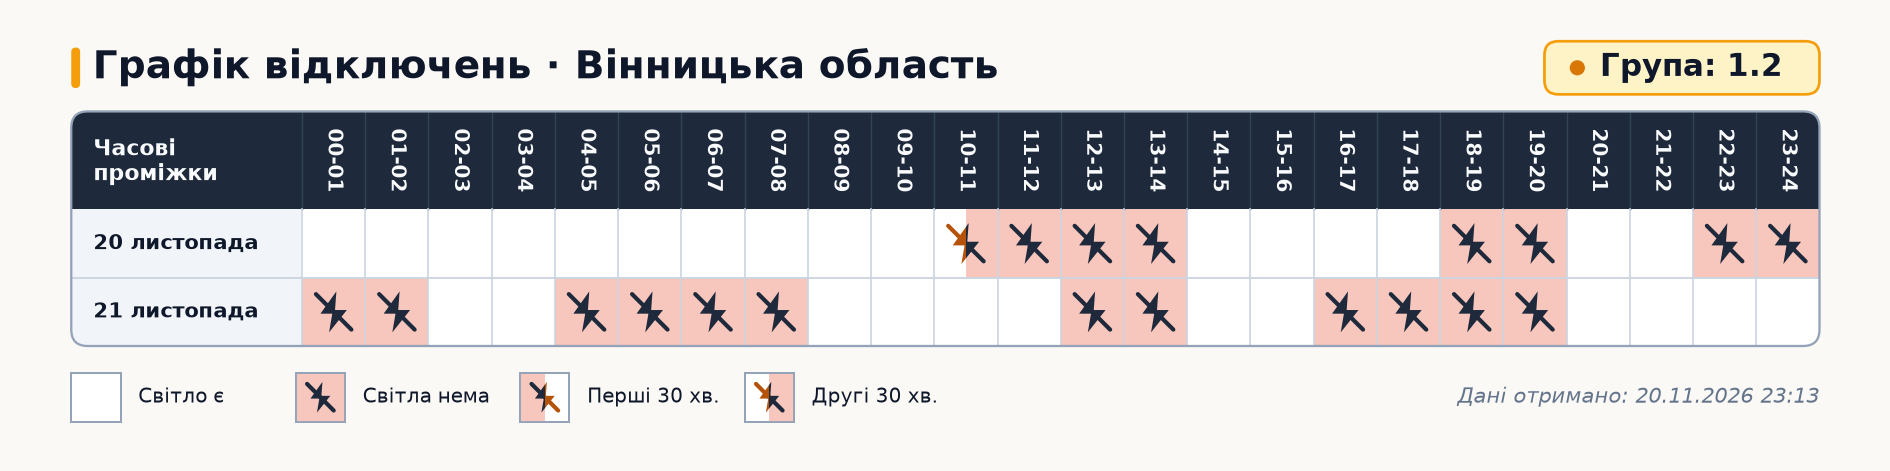 Графік відключень · Вінницька область
Група: 1.2
Часові
проміжки
00-01 01-02 02-03 03-04 04-05 05-06 06-07 07-08 08-09 09-10 10-11 11-12 12-13 13-14 14-15 15-16 16-17 17-18 18-19 19-20 20-21 21-22 22-23 23-24
20 листопада
21 листопада
Світло є
Світла нема
Перші 30 хв.
Другі 30 хв.
Дані отримано: 20.11.2026 23:13